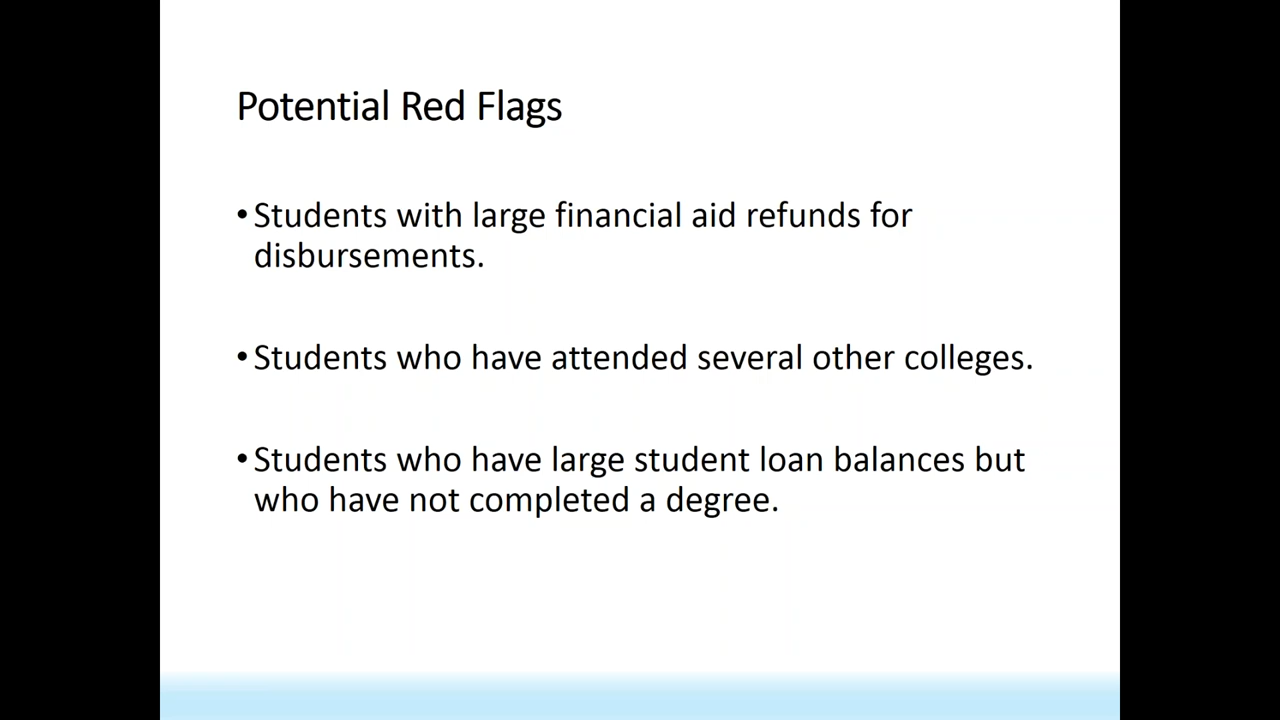 Potential Red Flags
•Students with large financial aid refunds for
disbursements.
•Students who have attended several other colleges.
•Students who have large student loan balances but
who have not completed a degree.